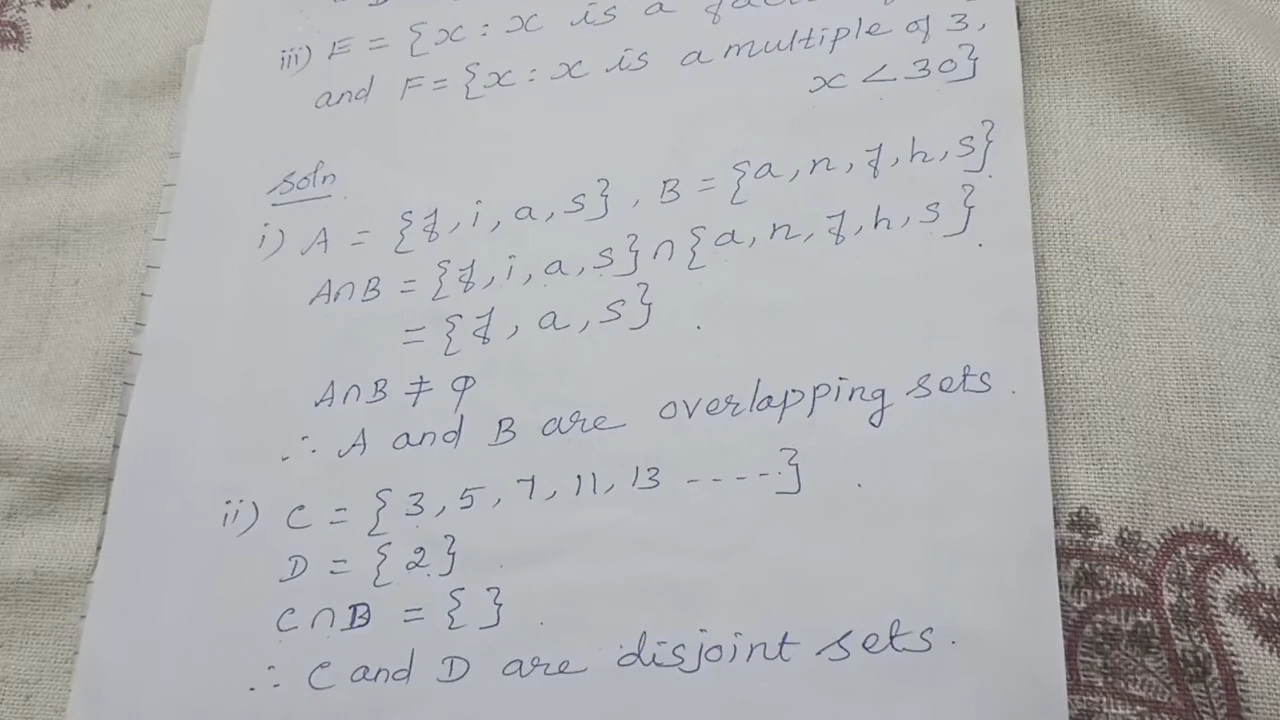 iii) E = {x : x is a
and F = {x : x is a multiple of 3,
x < 30}
soln
i) A = {f, i, a, s}, B = {a, n, f, h, s}
A∩B = {f, i, a, s} ∩ {a, n, f, h, s}.
= {f, a, s}.
A∩B ≠ φ
∴ A and B are overlapping sets.
ii) C = {3, 5, 7, 11, 13 -----}.
D = {2}
C∩D = { }.
∴ C and D are disjoint sets.